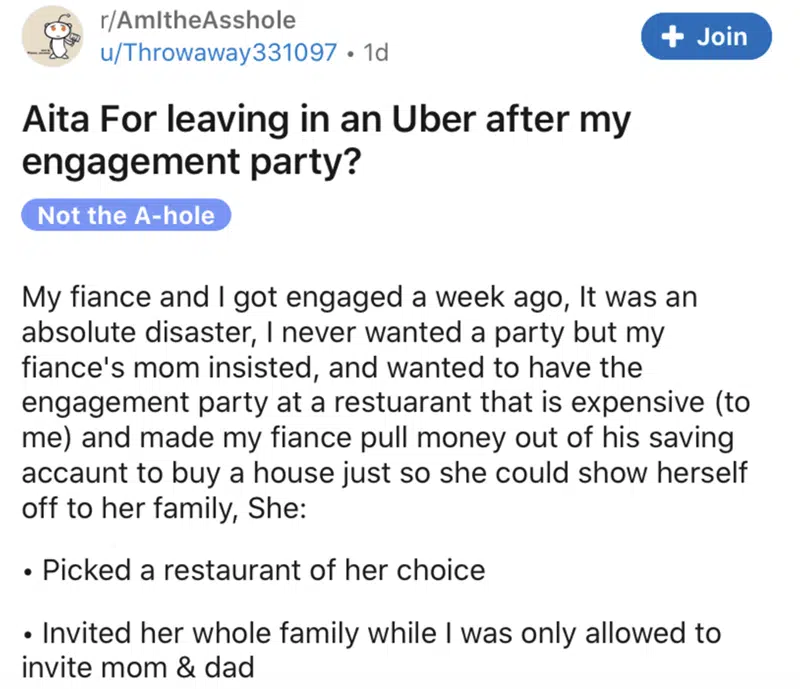 r/AmItheAsshole
u/Throwaway331097 • 1d
+ Join
Aita For leaving in an Uber after my
engagement party?
Not the A-hole
My fiance and I got engaged a week ago, It was an
absolute disaster, I never wanted a party but my
fiance's mom insisted, and wanted to have the
engagement party at a restuarant that is expensive (to
me) and made my fiance pull money out of his saving
accaunt to buy a house just so she could show herself
off to her family, She:
• Picked a restaurant of her choice
• Invited her whole family while I was only allowed to
invite mom & dad